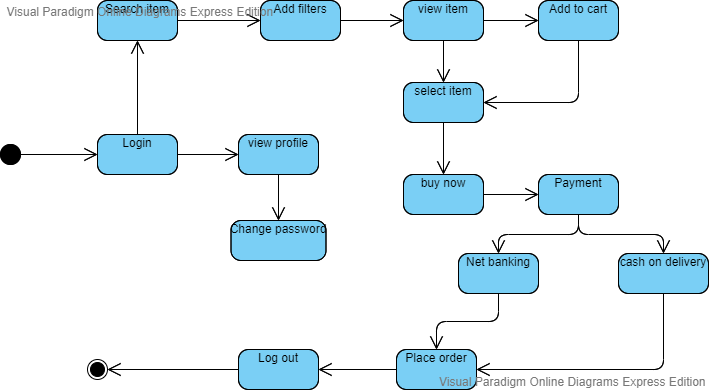 Visual Paradigm Online Diagrams Express Edition
Search item
Add filters
view item
Add to cart
select item
Login
view profile
buy now
Payment
Change password
Net banking
cash on delivery
Log out
Place order
Visual Paradigm Online Diagrams Express Edition